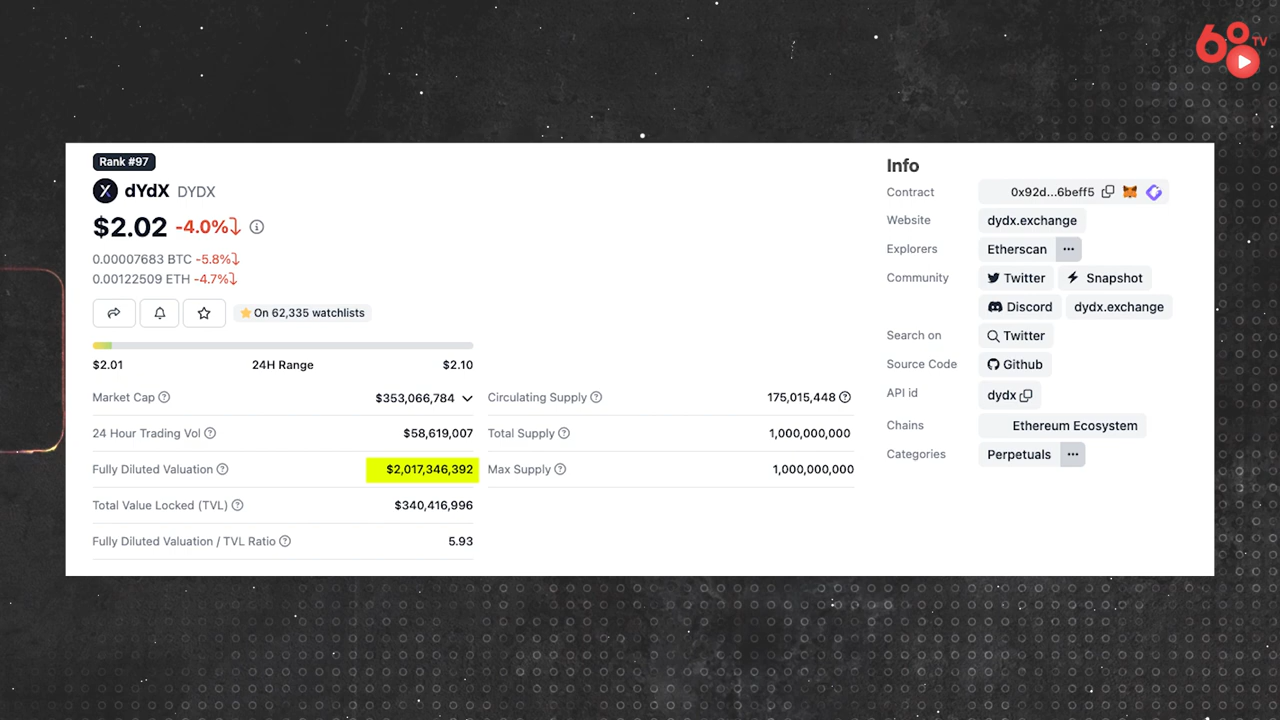 68 TV
Rank #97
dYdX DYDX
$2.02 -4.0%
0.00007683 BTC -5.8%
0.00122509 ETH -4.7%
On 62,335 watchlists
$2.01 24H Range $2.10
Market Cap $353,066,784
24 Hour Trading Vol $58,619,007
Fully Diluted Valuation $2,017,346,392
Total Value Locked (TVL) $340,416,996
Fully Diluted Valuation / TVL Ratio 5.93
Circulating Supply 175,015,448
Total Supply 1,000,000,000
Max Supply 1,000,000,000
Info
Contract 0x92d...6beff5
Website dydx.exchange
Explorers Etherscan
Community Twitter Snapshot
Discord dydx.exchange
Search on Twitter
Source Code Github
API id dydx
Chains Ethereum Ecosystem
Categories Perpetuals